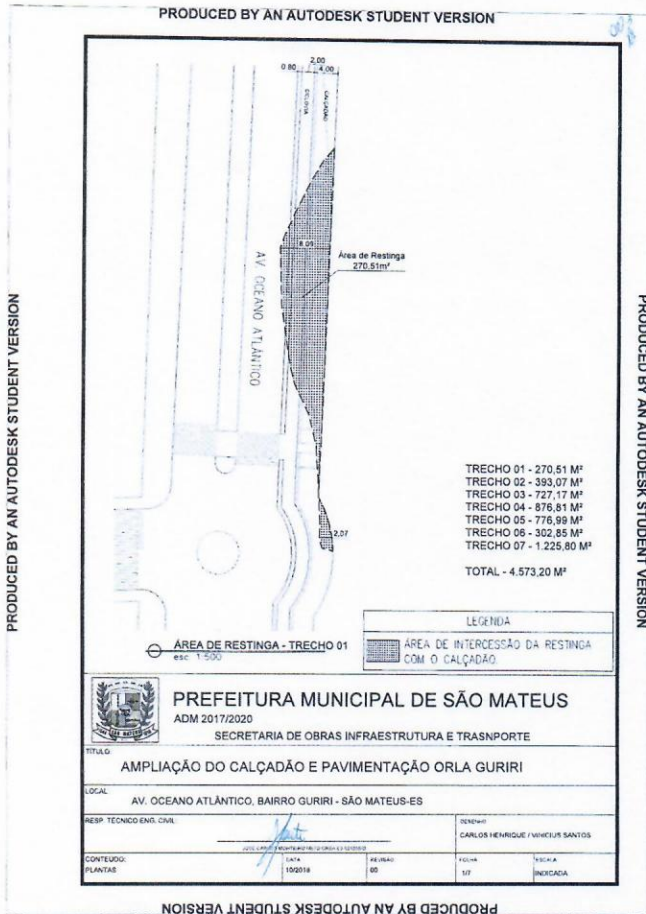 PRODUCED BY AN AUTODESK STUDENT VERSION
PRODUCED BY AN AUTODESK STUDENT VERSION
PRODUCED BY AN AUTODESK STUDENT VERSION
2,00
0.80
4,00
CICLOVIA
CALÇADÃO
8,05
Área de Restinga
270,51m²
AV. OCEANO ATLÂNTICO
2,07
TRECHO 01 - 270,51 M²
TRECHO 02 - 393,07 M²
TRECHO 03 - 727,17 M²
TRECHO 04 - 876,81 M²
TRECHO 05 - 776,99 M²
TRECHO 06 - 302,85 M²
TRECHO 07 - 1.225,80 M²
TOTAL - 4.573,20 M²
ÁREA DE RESTINGA - TRECHO 01
esc. 1:500
LEGENDA
ÁREA DE INTERCESSÃO DA RESTINGA
COM O CALÇADÃO.
PREFEITURA MUNICIPAL DE SÃO MATEUS
ADM 2017/2020
SECRETARIA DE OBRAS INFRAESTRUTURA E TRASNPORTE
TÍTULO
AMPLIAÇÃO DO CALÇADÃO E PAVIMENTAÇÃO ORLA GURIRI
LOCAL
AV. OCEANO ATLÂNTICO, BAIRRO GURIRI - SÃO MATEUS-ES
RESP. TÉCNICO ENG. CIVIL
DESENHO
CARLOS HENRIQUE / VINICIUS SANTOS
CONTEUDO:
PLANTAS
DATA
10/2018
REVISÃO
00
FOLHA
1/7
ESCALA
INDICADA
PRODUCED BY AN AUTODESK STUDENT VERSION